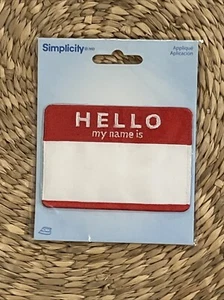 Simplicity
Appliqué
Aplicación
HELLO
my name is